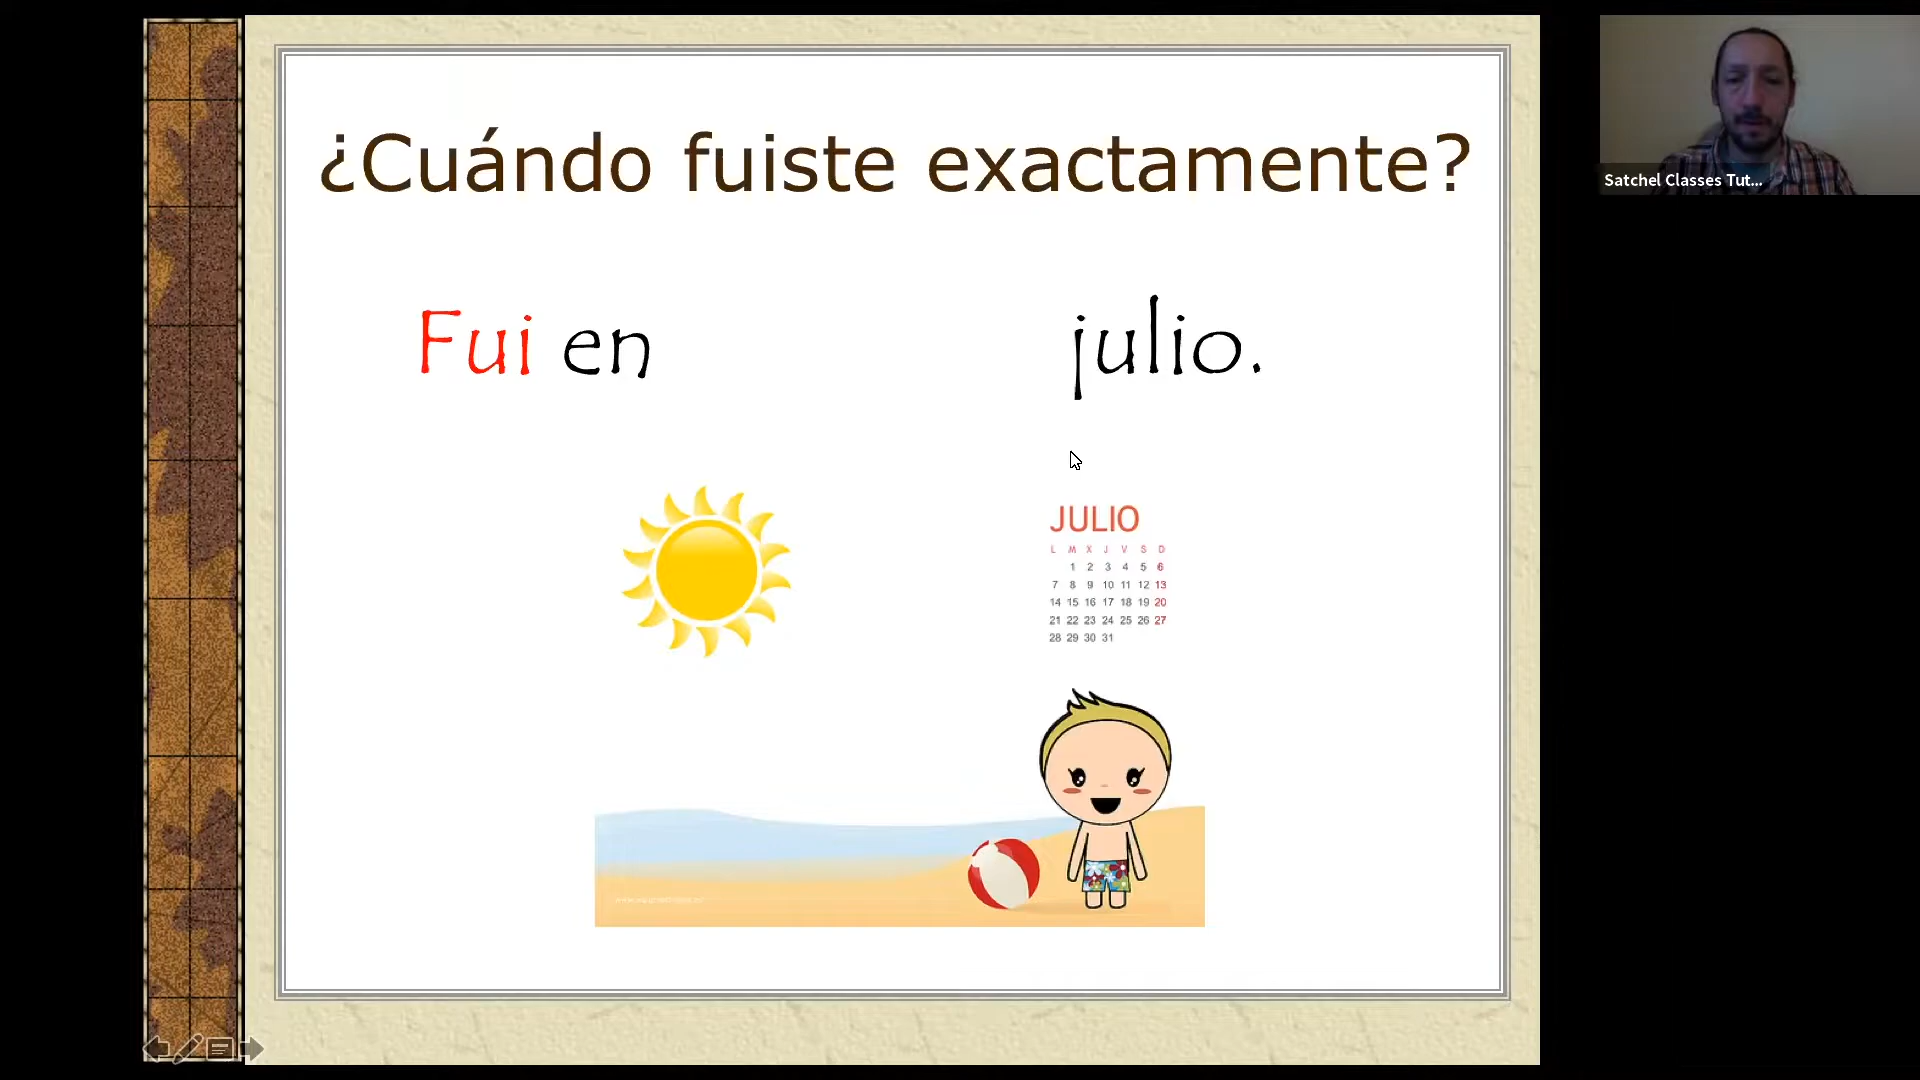 ¿Cuándo fuiste exactamente?
Fui en julio.
JULIO
L M X J V S D
1 2 3 4 5 6
7 8 9 10 11 12 13
14 15 16 17 18 19 20
21 22 23 24 25 26 27
28 29 30 31
Satchel Classes Tut...